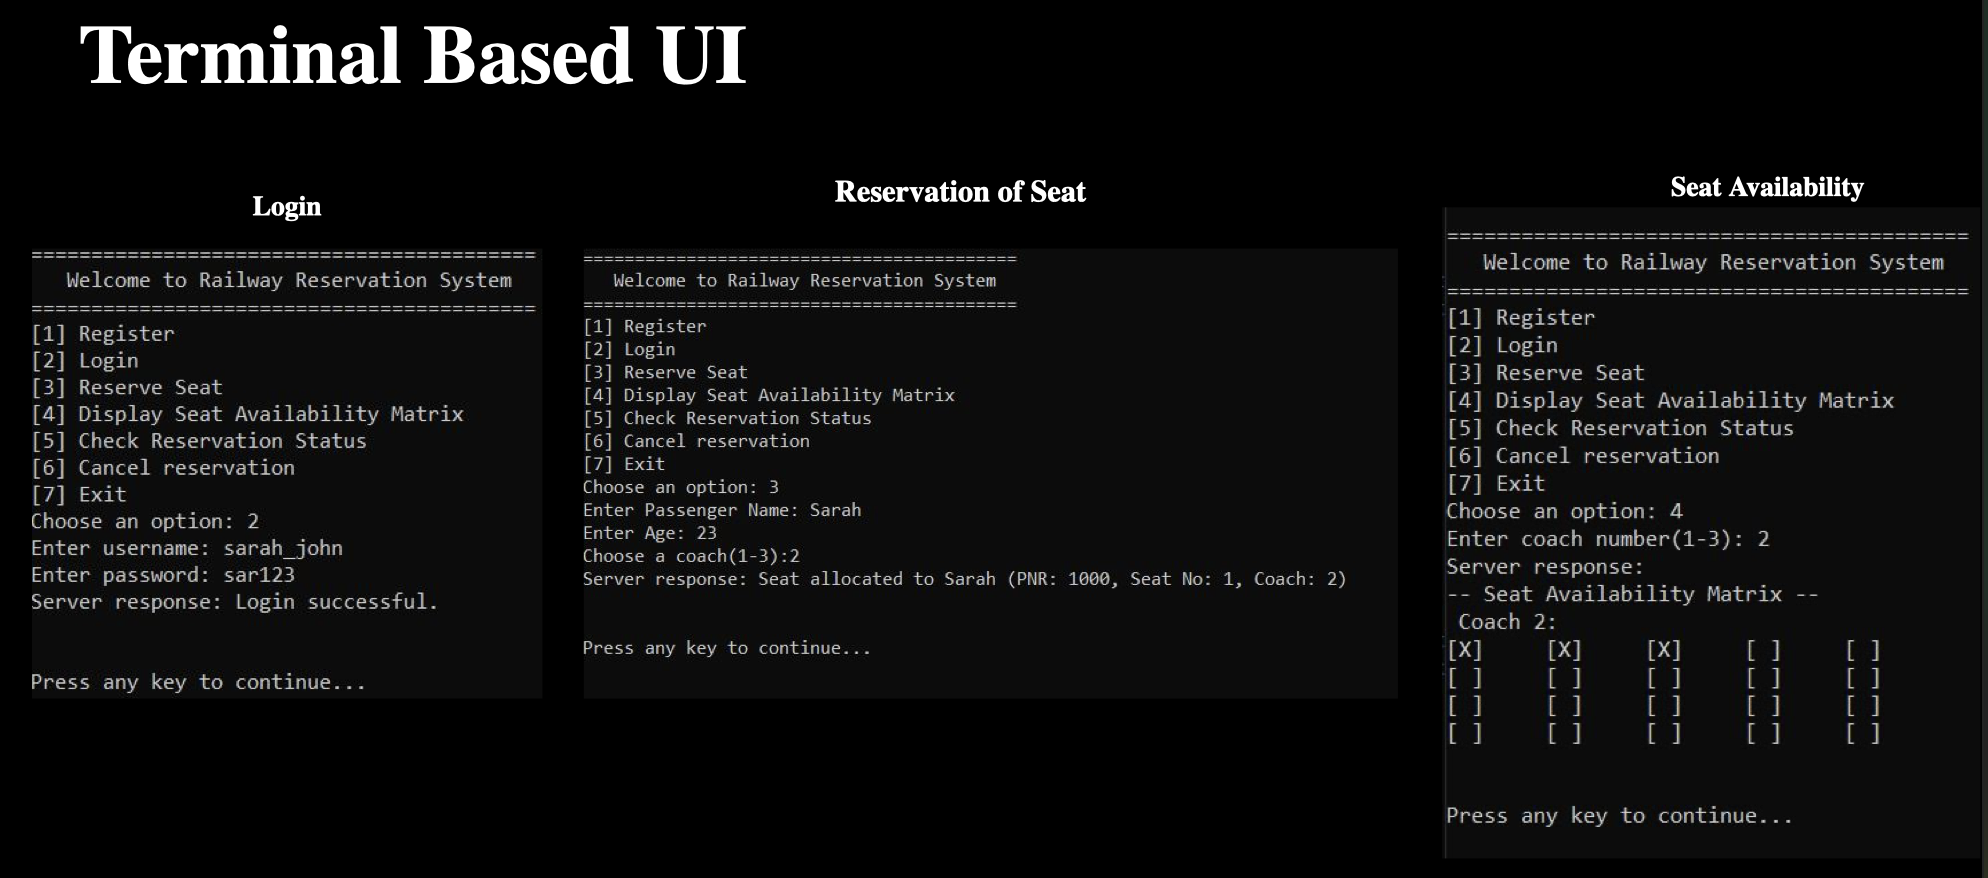 Terminal Based UI
Login
==========================================
   Welcome to Railway Reservation System
==========================================
[1] Register
[2] Login
[3] Reserve Seat
[4] Display Seat Availability Matrix
[5] Check Reservation Status
[6] Cancel reservation
[7] Exit
Choose an option: 2
Enter username: sarah_john
Enter password: sar123
Server response: Login successful.
Press any key to continue...
Reservation of Seat
==========================================
   Welcome to Railway Reservation System
==========================================
[1] Register
[2] Login
[3] Reserve Seat
[4] Display Seat Availability Matrix
[5] Check Reservation Status
[6] Cancel reservation
[7] Exit
Choose an option: 3
Enter Passenger Name: Sarah
Enter Age: 23
Choose a coach(1-3):2
Server response: Seat allocated to Sarah (PNR: 1000, Seat No: 1, Coach: 2)
Press any key to continue...
Seat Availability
==========================================
   Welcome to Railway Reservation System
==========================================
[1] Register
[2] Login
[3] Reserve Seat
[4] Display Seat Availability Matrix
[5] Check Reservation Status
[6] Cancel reservation
[7] Exit
Choose an option: 4
Enter coach number(1-3): 2
Server response:
-- Seat Availability Matrix --
 Coach 2:
[X]     [X]     [X]     [ ]     [ ]
[ ]     [ ]     [ ]     [ ]     [ ]
[ ]     [ ]     [ ]     [ ]     [ ]
[ ]     [ ]     [ ]     [ ]     [ ]
Press any key to continue...